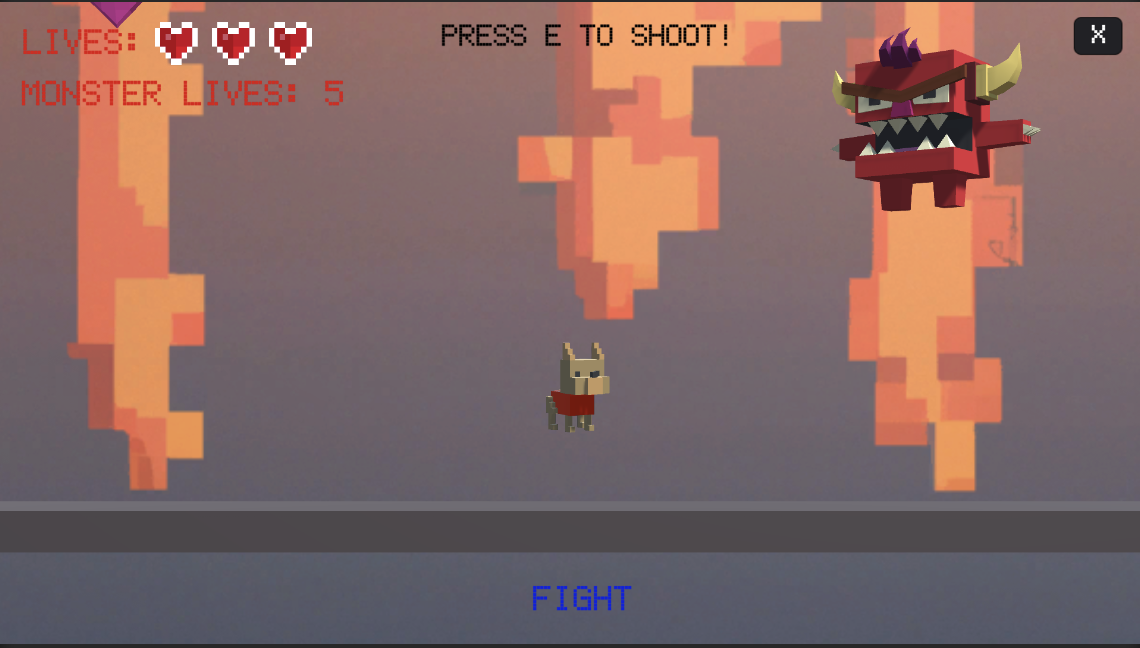 LIVES:
PRESS E TO SHOOT!
X
MONSTER LIVES: 5
FIGHT